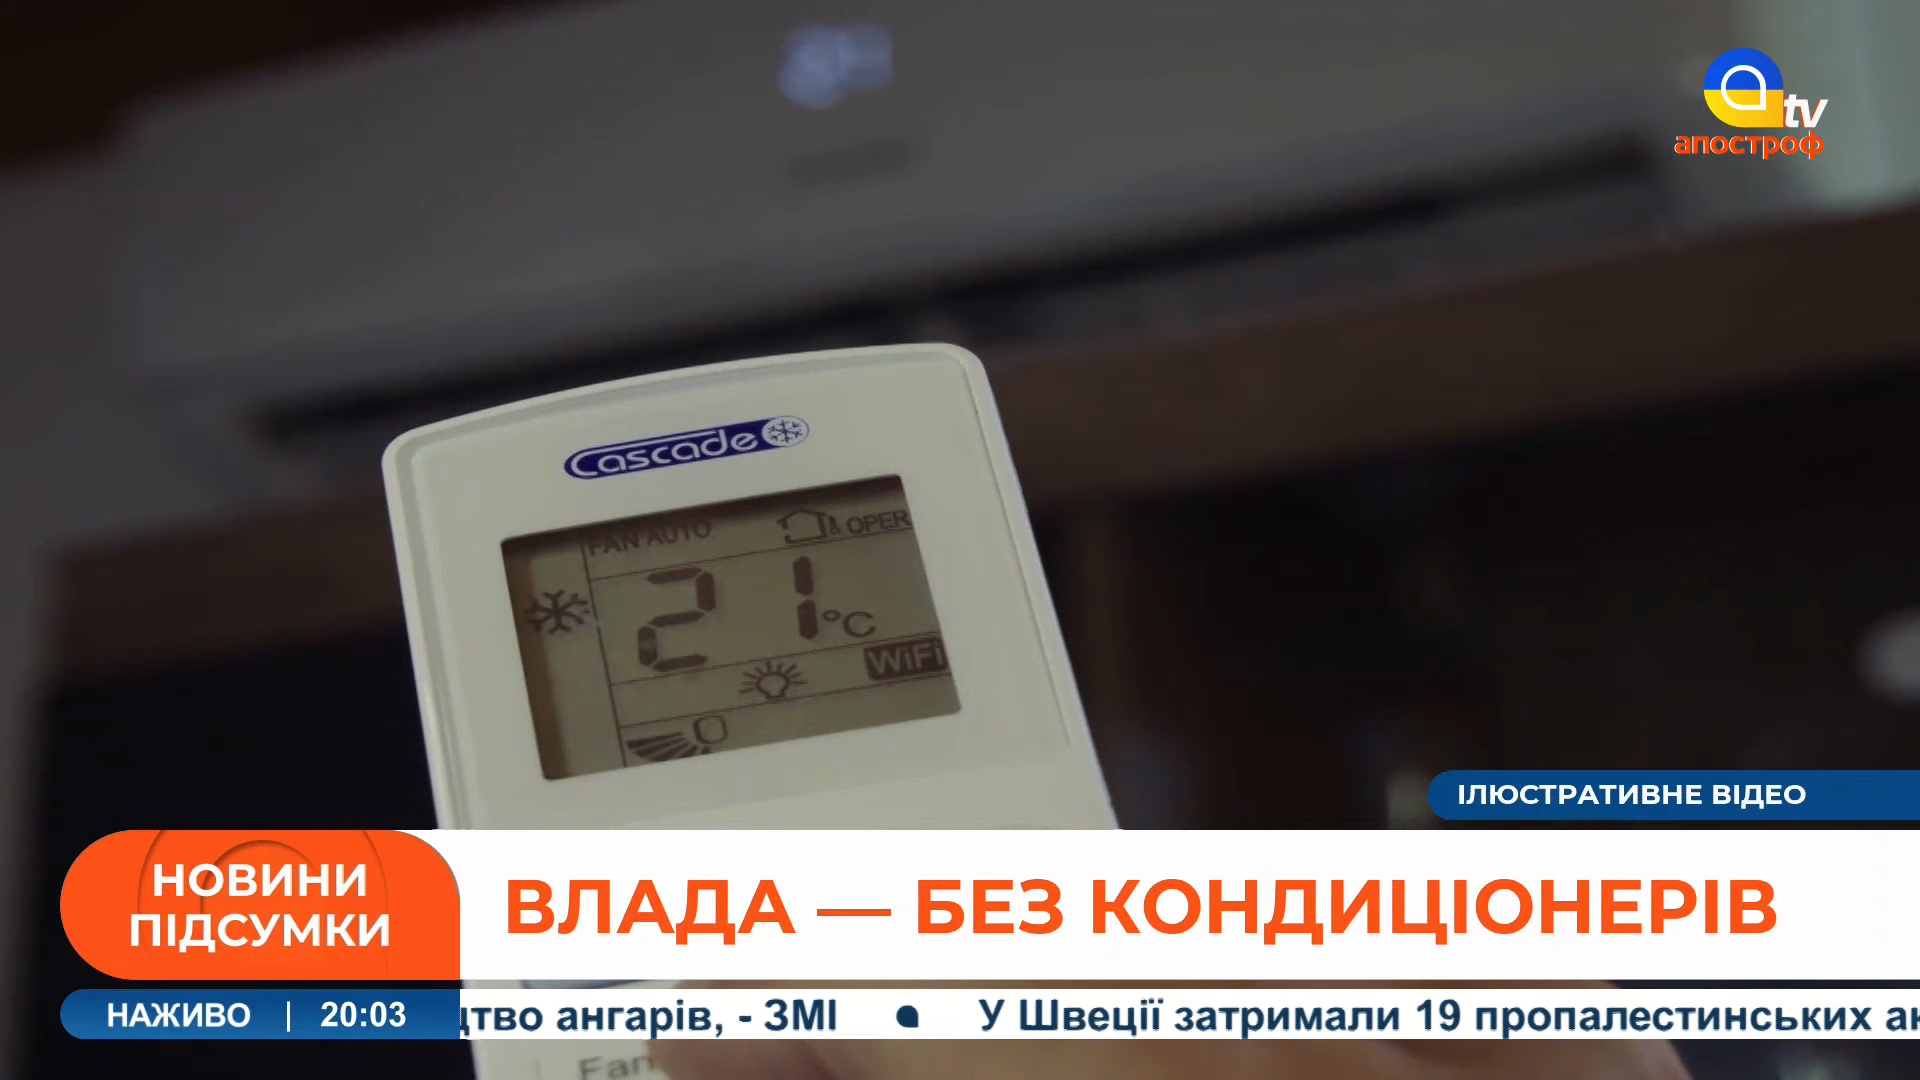 tv
апостроф
Cascade
FAN AUTO
OPER
21°C
WiFi
ІЛЮСТРАТИВНЕ ВІДЕО
НОВИНИ
ПІДСУМКИ
ВЛАДА — БЕЗ КОНДИЦІОНЕРІВ
НАЖИВО | 20:03
ангарів, - ЗМІ • У Швеції затримали 19 пропалестинських
Fan